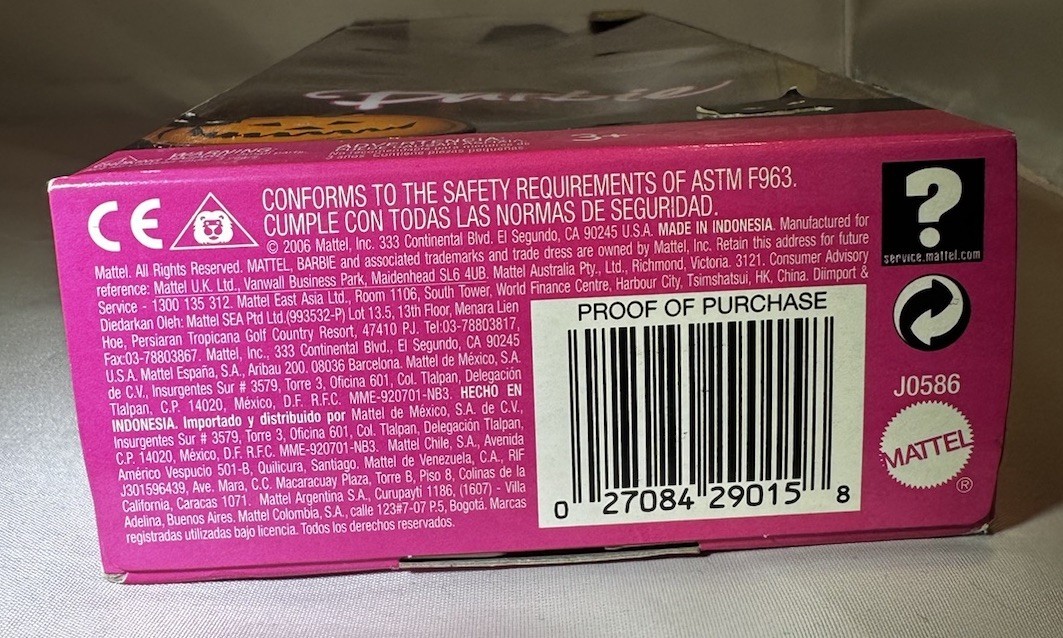 Barbie
WARNING:
ADVERTENCIA:
3+
CE
CONFORMS TO THE SAFETY REQUIREMENTS OF ASTM F963.
CUMPLE CON TODAS LAS NORMAS DE SEGURIDAD.
© 2006 Mattel, Inc. 333 Continental Blvd. El Segundo, CA 90245 U.S.A. MADE IN INDONESIA. Manufactured for
Mattel. All Rights Reserved. MATTEL, BARBIE and associated trademarks and trade dress are owned by Mattel, Inc. Retain this address for future
reference: Mattel U.K. Ltd., Vanwall Business Park, Maidenhead SL6 4UB. Mattel Australia Pty., Ltd., Richmond, Victoria. 3121. Consumer Advisory
Service - 1300 135 312. Mattel East Asia Ltd., Room 1106, South Tower, World Finance Centre, Harbour City, Tsimshatsui, HK, China. Diimport &
Diedarkan Oleh: Mattel SEA Ptd Ltd.(993532-P) Lot 13.5, 13th Floor, Menara Lien
Hoe, Persiaran Tropicana Golf Country Resort, 47410 PJ. Tel:03-78803817,
Fax:03-78803867. Mattel, Inc., 333 Continental Blvd., El Segundo, CA 90245
U.S.A. Mattel España, S.A., Aribau 200. 08036 Barcelona. Mattel de México, S.A.
de C.V., Insurgentes Sur # 3579, Torre 3, Oficina 601, Col. Tlalpan, Delegación
Tlalpan, C.P. 14020, México, D.F. R.F.C. MME-920701-NB3. HECHO EN
INDONESIA. Importado y distribuido por Mattel de México, S.A. de C.V.,
Insurgentes Sur # 3579, Torre 3, Oficina 601, Col. Tlalpan, Delegación Tlalpan,
C.P. 14020, México, D.F. R.F.C. MME-920701-NB3. Mattel Chile, S.A., Avenida
Américo Vespucio 501-B, Quilicura, Santiago. Mattel de Venezuela, C.A., RIF
J301596439, Ave. Mara, C.C. Macaracuay Plaza, Torre B, Piso 8, Colinas de la
California, Caracas 1071. Mattel Argentina S.A., Curupaytí 1186, (1607) - Villa
Adelina, Buenos Aires. Mattel Colombia, S.A., calle 123#7-07 P.5, Bogotá. Marcas
registradas utilizadas bajo licencia. Todos los derechos reservados.
PROOF OF PURCHASE
0 27084 29015 8
?
service.mattel.com
J0586
MATTEL
®